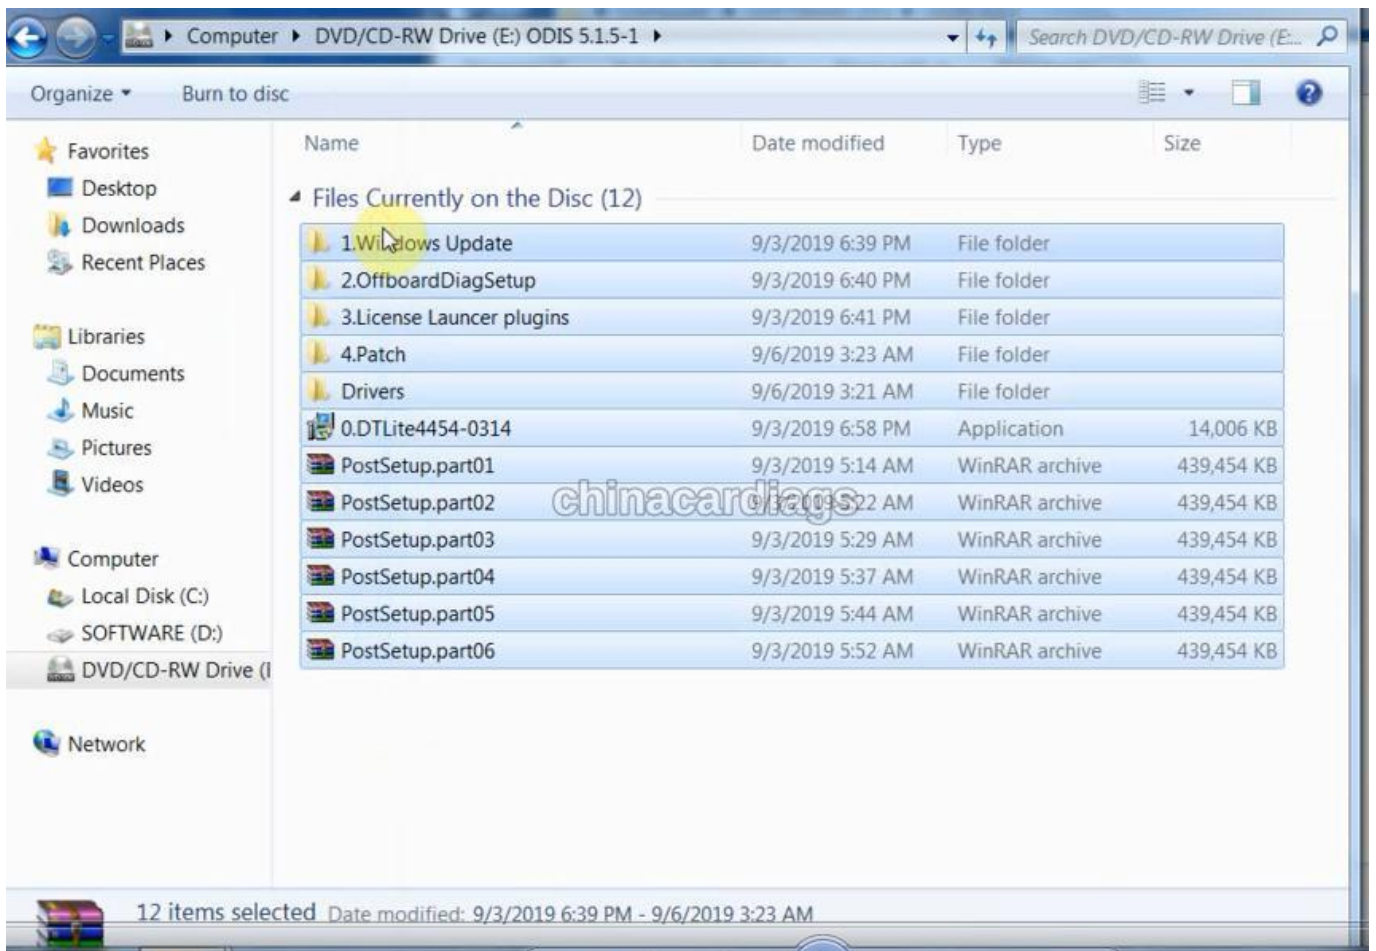 Computer ▸ DVD/CD-RW Drive (E:) ODIS 5.1.5-1 ▸
Search DVD/CD-RW Drive (E:...
Organize Burn to disc
Favorites
Desktop
Downloads
Recent Places
Libraries
Documents
Music
Pictures
Videos
Computer
Local Disk (C:)
SOFTWARE (D:)
DVD/CD-RW Drive (
Network
Name Date modified Type Size
Files Currently on the Disc (12)
1.Windows Update 9/3/2019 6:39 PM File folder
2.OffboardDiagSetup 9/3/2019 6:40 PM File folder
3.License Launcer plugins 9/3/2019 6:41 PM File folder
4.Patch 9/6/2019 3:23 AM File folder
Drivers 9/6/2019 3:21 AM File folder
0.DTLite4454-0314 9/3/2019 6:58 PM Application 14,006 KB
PostSetup.part01 9/3/2019 5:14 AM WinRAR archive 439,454 KB
PostSetup.part02 9/3/2019 5:22 AM WinRAR archive 439,454 KB
chinacardiags
PostSetup.part03 9/3/2019 5:29 AM WinRAR archive 439,454 KB
PostSetup.part04 9/3/2019 5:37 AM WinRAR archive 439,454 KB
PostSetup.part05 9/3/2019 5:44 AM WinRAR archive 439,454 KB
PostSetup.part06 9/3/2019 5:52 AM WinRAR archive 439,454 KB
12 items selected Date modified: 9/3/2019 6:39 PM - 9/6/2019 3:23 AM